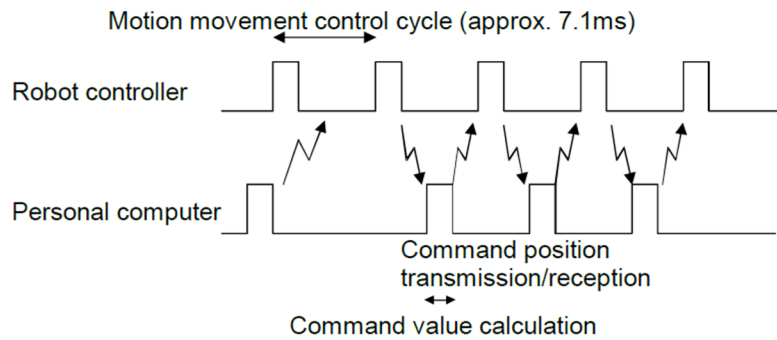 Motion movement control cycle (approx. 7.1ms)
Robot controller
Personal computer
Command position
transmission/reception
Command value calculation